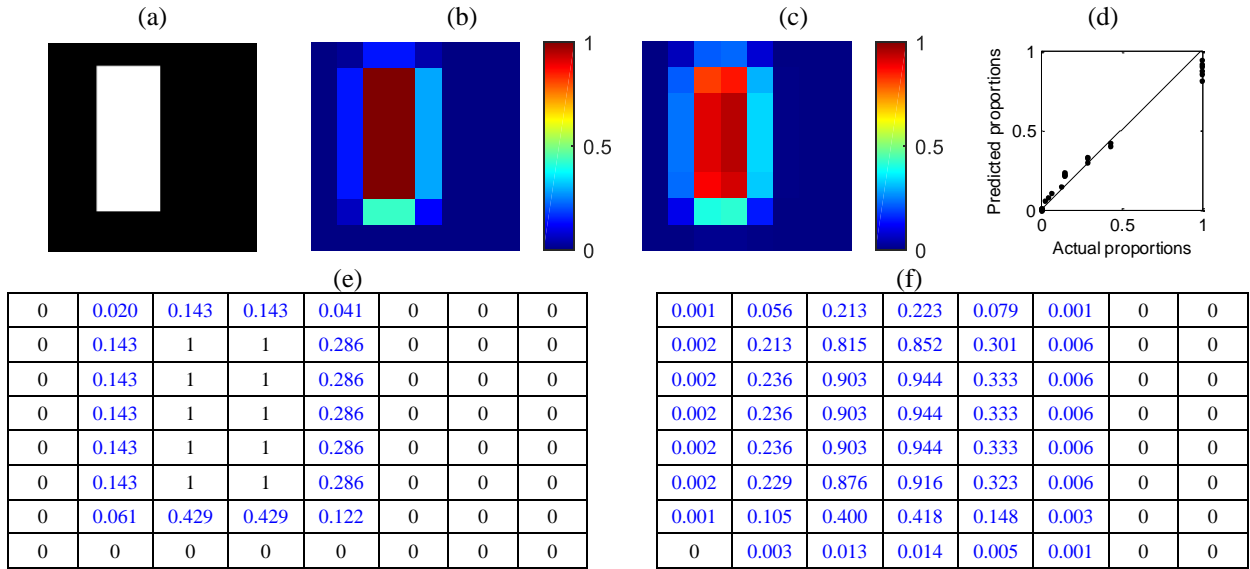 (a) (b) (c) (d)
1
0.5
0
1
0.5
0
Predicted proportions
1
0.5
0
0 0.5 1
Actual proportions
(e) (f)
0 0.020 0.143 0.143 0.041 0 0 0
0 0.143 1 1 0.286 0 0 0
0 0.143 1 1 0.286 0 0 0
0 0.143 1 1 0.286 0 0 0
0 0.143 1 1 0.286 0 0 0
0 0.143 1 1 0.286 0 0 0
0 0.061 0.429 0.429 0.122 0 0 0
0 0 0 0 0 0 0 0
0.001 0.056 0.213 0.223 0.079 0.001 0 0
0.002 0.213 0.815 0.852 0.301 0.006 0 0
0.002 0.236 0.903 0.944 0.333 0.006 0 0
0.002 0.236 0.903 0.944 0.333 0.006 0 0
0.002 0.236 0.903 0.944 0.333 0.006 0 0
0.002 0.229 0.876 0.916 0.323 0.006 0 0
0.001 0.105 0.400 0.418 0.148 0.003 0 0
0 0.003 0.013 0.014 0.005 0.001 0 0